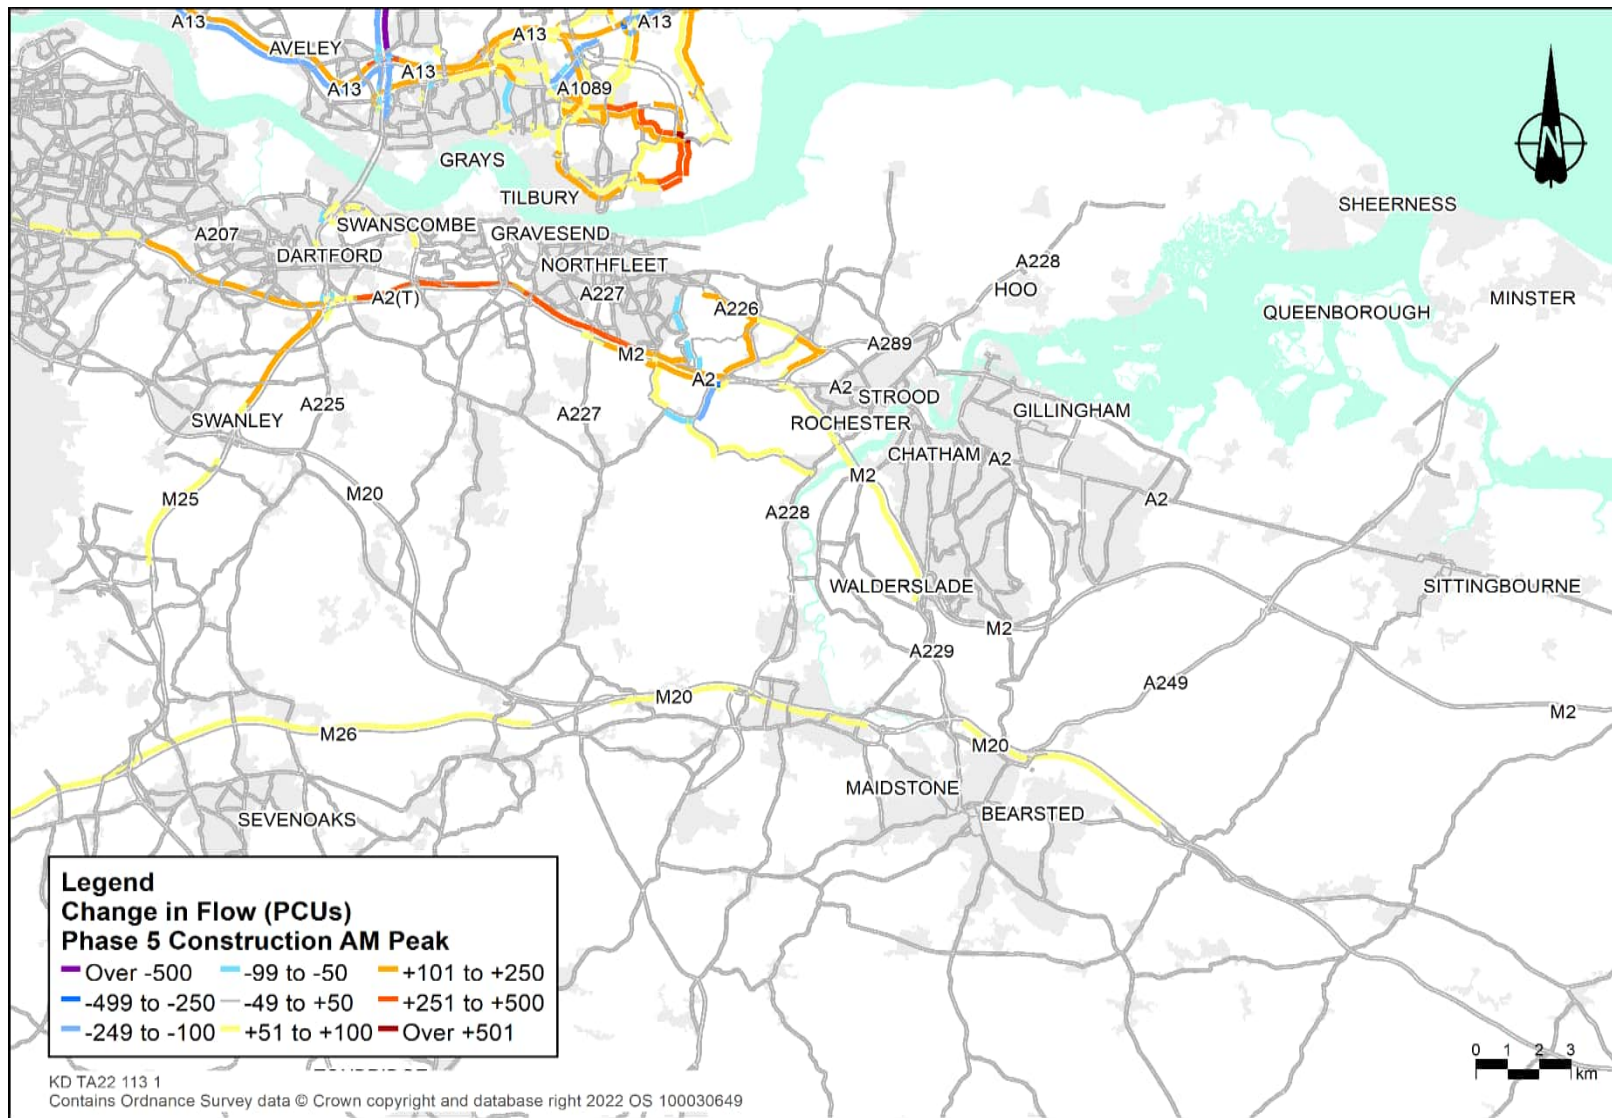 A13
A13
A13
AVELEY
A13
A13
A1089
N
GRAYS
TILBURY
SHEERNESS
SWANSCOMBE
A207
GRAVESEND
DARTFORD
NORTHFLEET
A228
HOO
A2(T)
A227
MINSTER
A226
QUEENBOROUGH
A289
M2
A2
A2
STROOD
A225
SWANLEY
A227
GILLINGHAM
ROCHESTER
CHATHAM
A2
M2
M25
M20
A2
A228
WALDERSLADE
SITTINGBOURNE
M2
A229
A249
M20
M2
M26
M20
MAIDSTONE
BEARSTED
SEVENOAKS
Legend
Change in Flow (PCUs)
Phase 5 Construction AM Peak
Over -500 -99 to -50 +101 to +250
-499 to -250 -49 to +50 +251 to +500
-249 to -100 +51 to +100 Over +501
0 1 2 3
km
KD TA22 113 1
Contains Ordnance Survey data © Crown copyright and database right 2022 OS 100030649